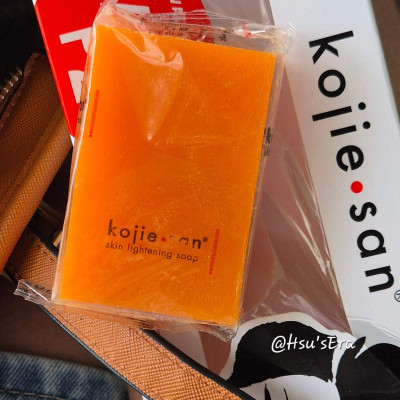 kojie•san®
skin lightening soap
kojie•san
@Hsu'sEra